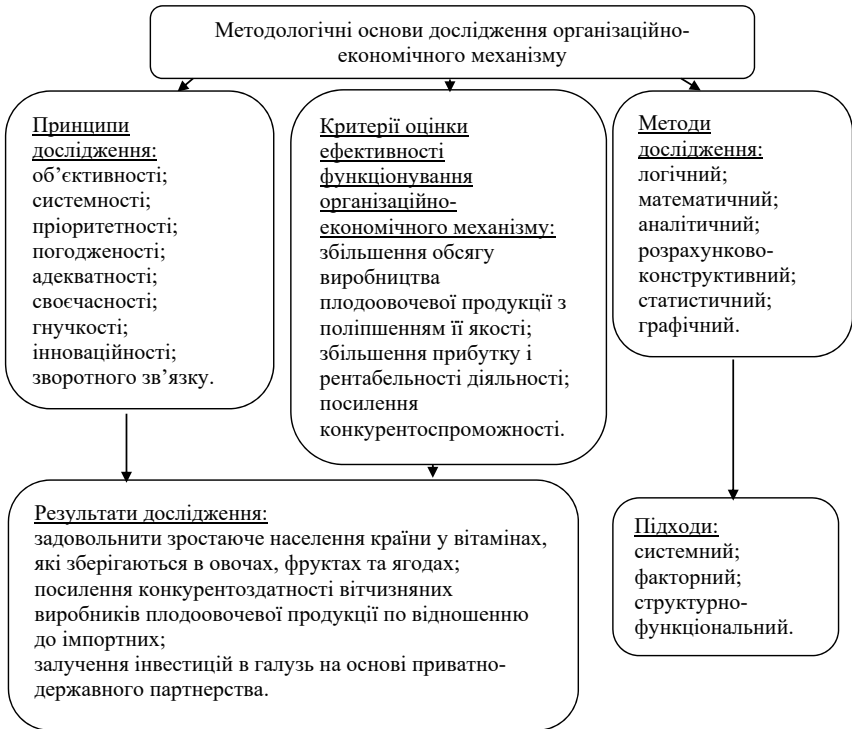 Методологічні основи дослідження організаційно-
економічного механізму
Принципи
дослідження:
об’єктивності;
системності;
пріоритетності;
погодженості;
адекватності;
своєчасності;
гнучкості;
інноваційності;
зворотного зв’язку.
Критерії оцінки
ефективності
функціонування
організаційно-
економічного механізму:
збільшення обсягу
виробництва
плодоовочевої продукції з
поліпшенням її якості;
збільшення прибутку і
рентабельності діяльності;
посилення
конкурентоспроможності.
Методи
дослідження:
логічний;
математичний;
аналітичний;
розрахунково-
конструктивний;
статистичний;
графічний.
Результати дослідження:
задовольнити зростаюче населення країни у вітамінах,
які зберігаються в овочах, фруктах та ягодах;
посилення конкурентоздатності вітчизняних
виробників плодоовочевої продукції по відношенню
до імпортних;
залучення інвестицій в галузь на основі приватно-
державного партнерства.
Підходи:
системний;
факторний;
структурно-
функціональний.